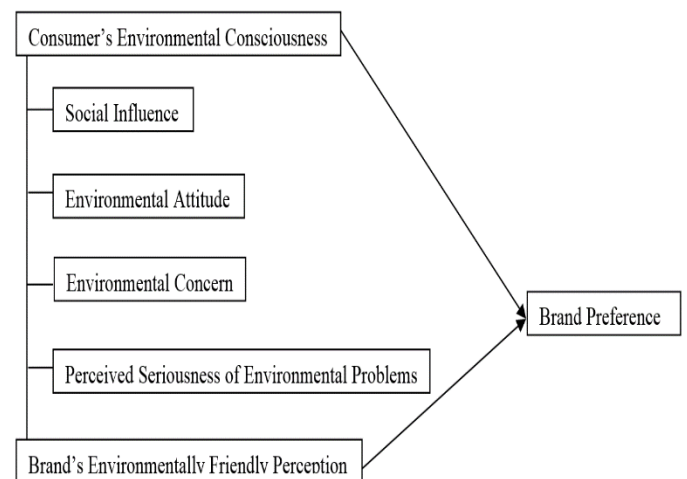 Consumer's Environmental Consciousness
Social Influence
Environmental Attitude
Environmental Concern
Brand Preference
Perceived Seriousness of Environmental Problems
Brand's Environmentally Friendly Perception